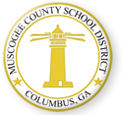 MUSCOGEE COUNTY SCHOOL DISTRICT
COLUMBUS, GA